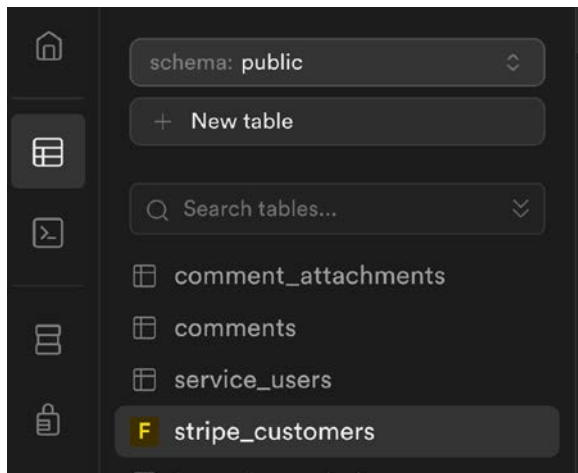 schema: public
New table
Search tables...
comment_attachments
comments
service_users
F stripe_customers